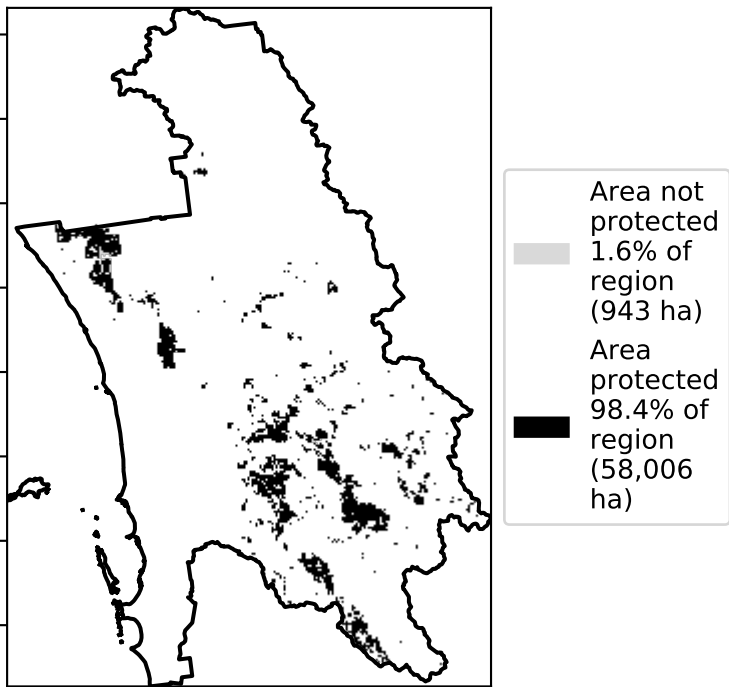 Area not
protected
1.6% of
region
(943 ha)
Area
protected
98.4% of
region
(58,006
ha)